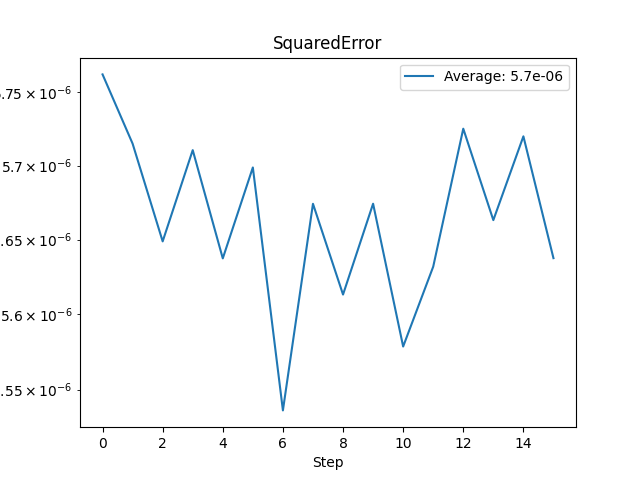 SquaredError
Average: 5.7e-06
.75 × 10⁻⁶
5.7 × 10⁻⁶
.65 × 10⁻⁶
5.6 × 10⁻⁶
.55 × 10⁻⁶
0 2 4 6 8 10 12 14
Step